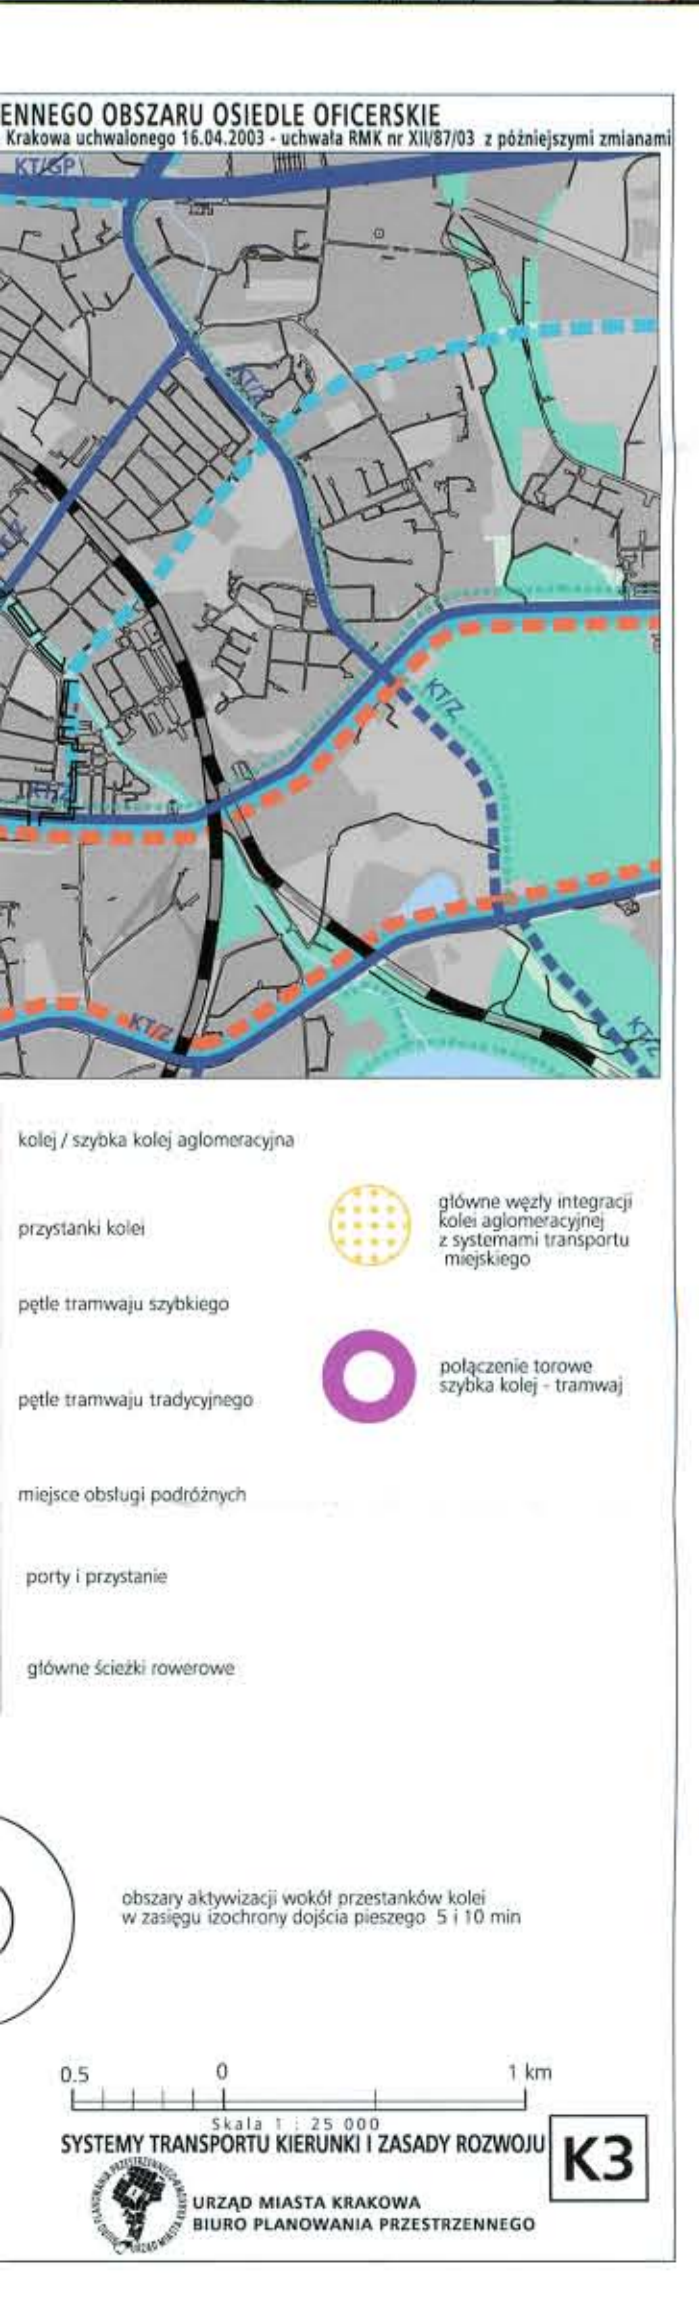 ENNEGO OBSZARU OSIEDLE OFICERSKIE
Krakowa uchwalonego 16.04.2003 - uchwała RMK nr XII/87/03 z późniejszymi zmianami
KT/GP
KT/Z
KT/Z
KT/Z
KT/Z
KT/Z
kolej / szybka kolej aglomeracyjna
główne węzły integracji
kolei aglomeracyjnej
z systemami transportu
miejskiego
przystanki kolei
pętle tramwaju szybkiego
połączenie torowe
szybka kolej - tramwaj
pętle tramwaju tradycyjnego
miejsce obsługi podróżnych
porty i przystanie
główne ścieżki rowerowe
obszary aktywizacji wokół przestanków kolei
w zasięgu izochrony dojścia pieszego 5 i 10 min
0.5 0 1 km
Skala 1 : 25 000
SYSTEMY TRANSPORTU KIERUNKI I ZASADY ROZWOJU
K3
URZĄD MIASTA KRAKOWA
BIURO PLANOWANIA PRZESTRZENNEGO